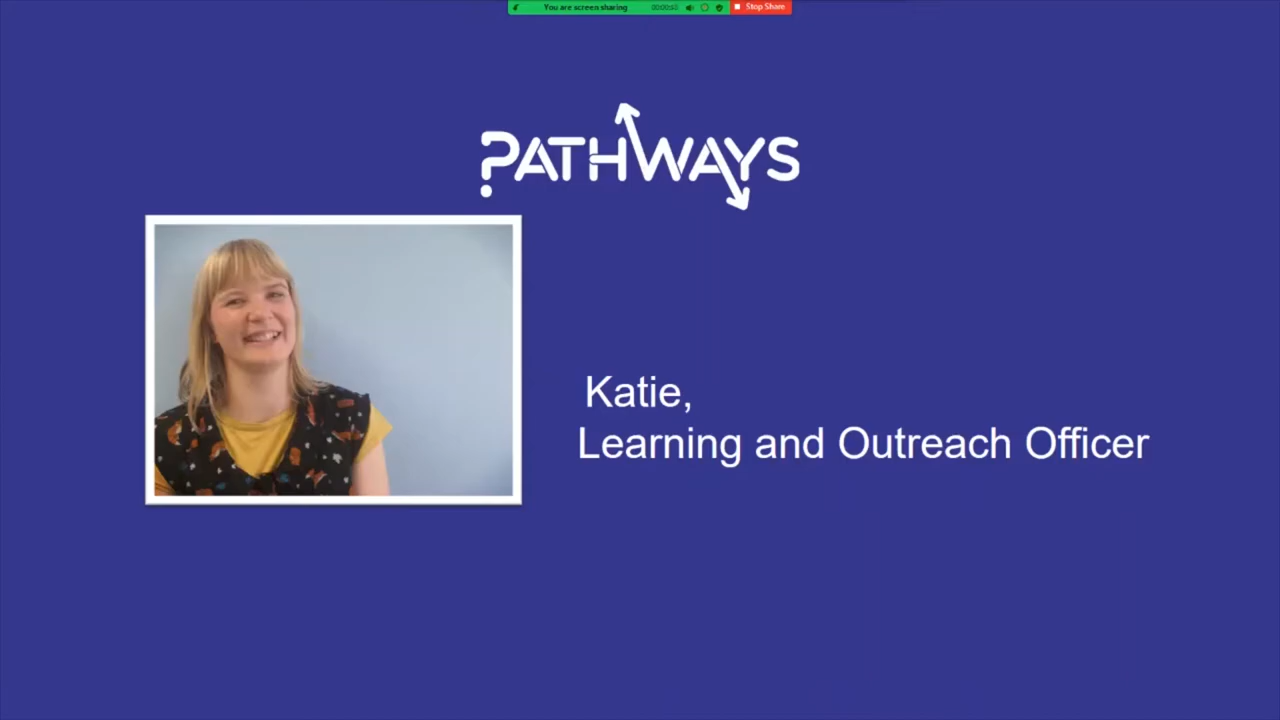 You are screen sharing Stop Share
PATHWAYS
Katie,
Learning and Outreach Officer